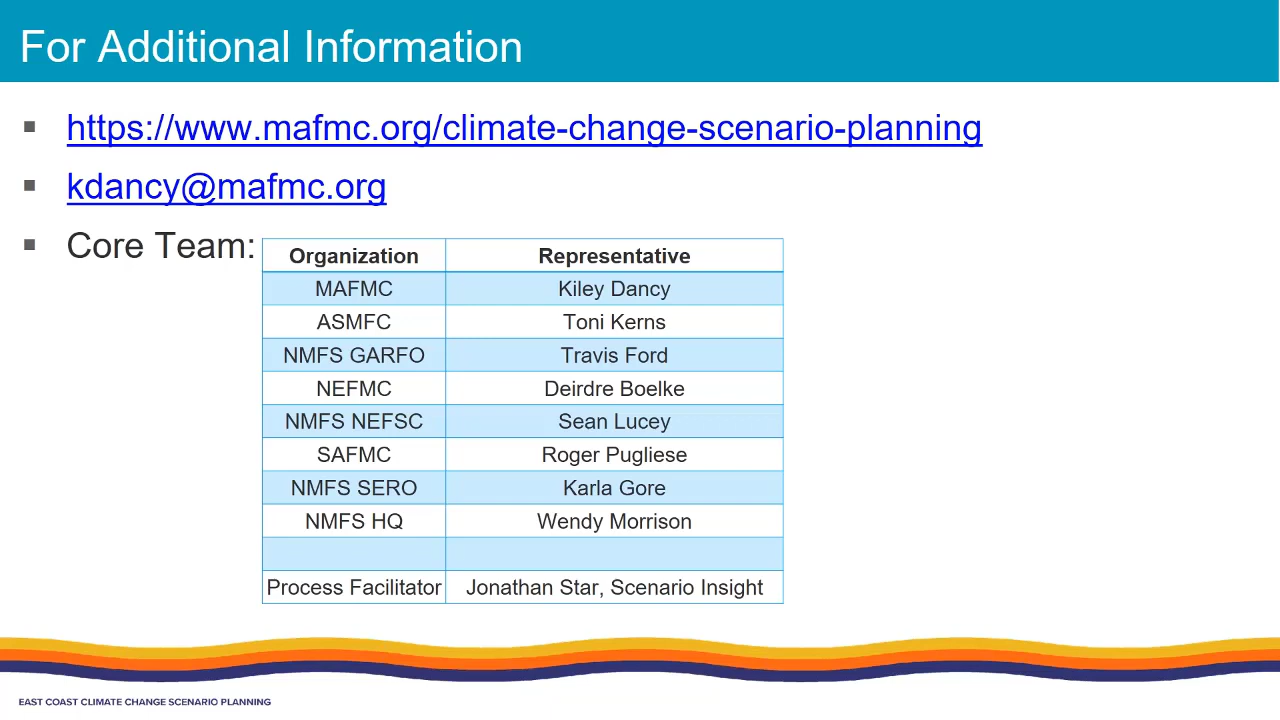 For Additional Information
▪ https://www.mafmc.org/climate-change-scenario-planning
▪ kdancy@mafmc.org
▪ Core Team:
Organization Representative
MAFMC Kiley Dancy
ASMFC Toni Kerns
NMFS GARFO Travis Ford
NEFMC Deirdre Boelke
NMFS NEFSC Sean Lucey
SAFMC Roger Pugliese
NMFS SERO Karla Gore
NMFS HQ Wendy Morrison
Process Facilitator Jonathan Star, Scenario Insight
EAST COAST CLIMATE CHANGE SCENARIO PLANNING